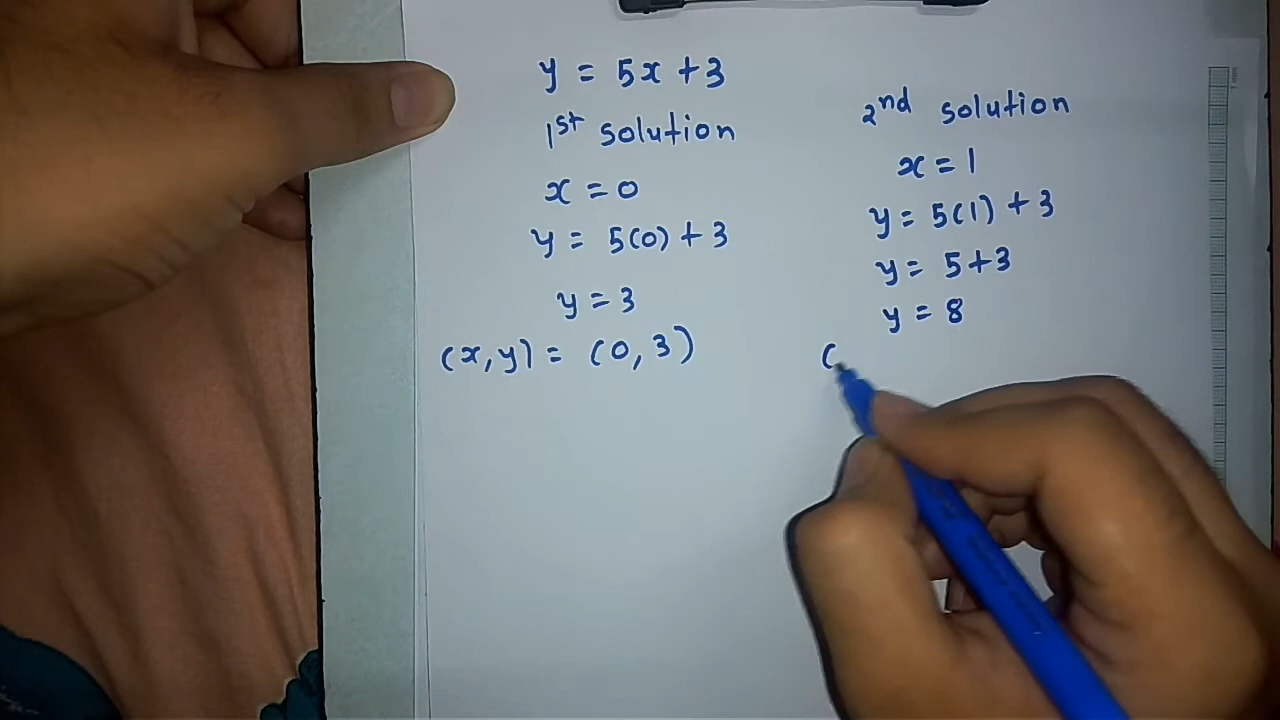 y = 5x + 3
1st solution
x = 0
y = 5(0) + 3
y = 3
(x,y) = (0, 3)
2nd solution
x = 1
y = 5(1) + 3
y = 5+3
y = 8
(